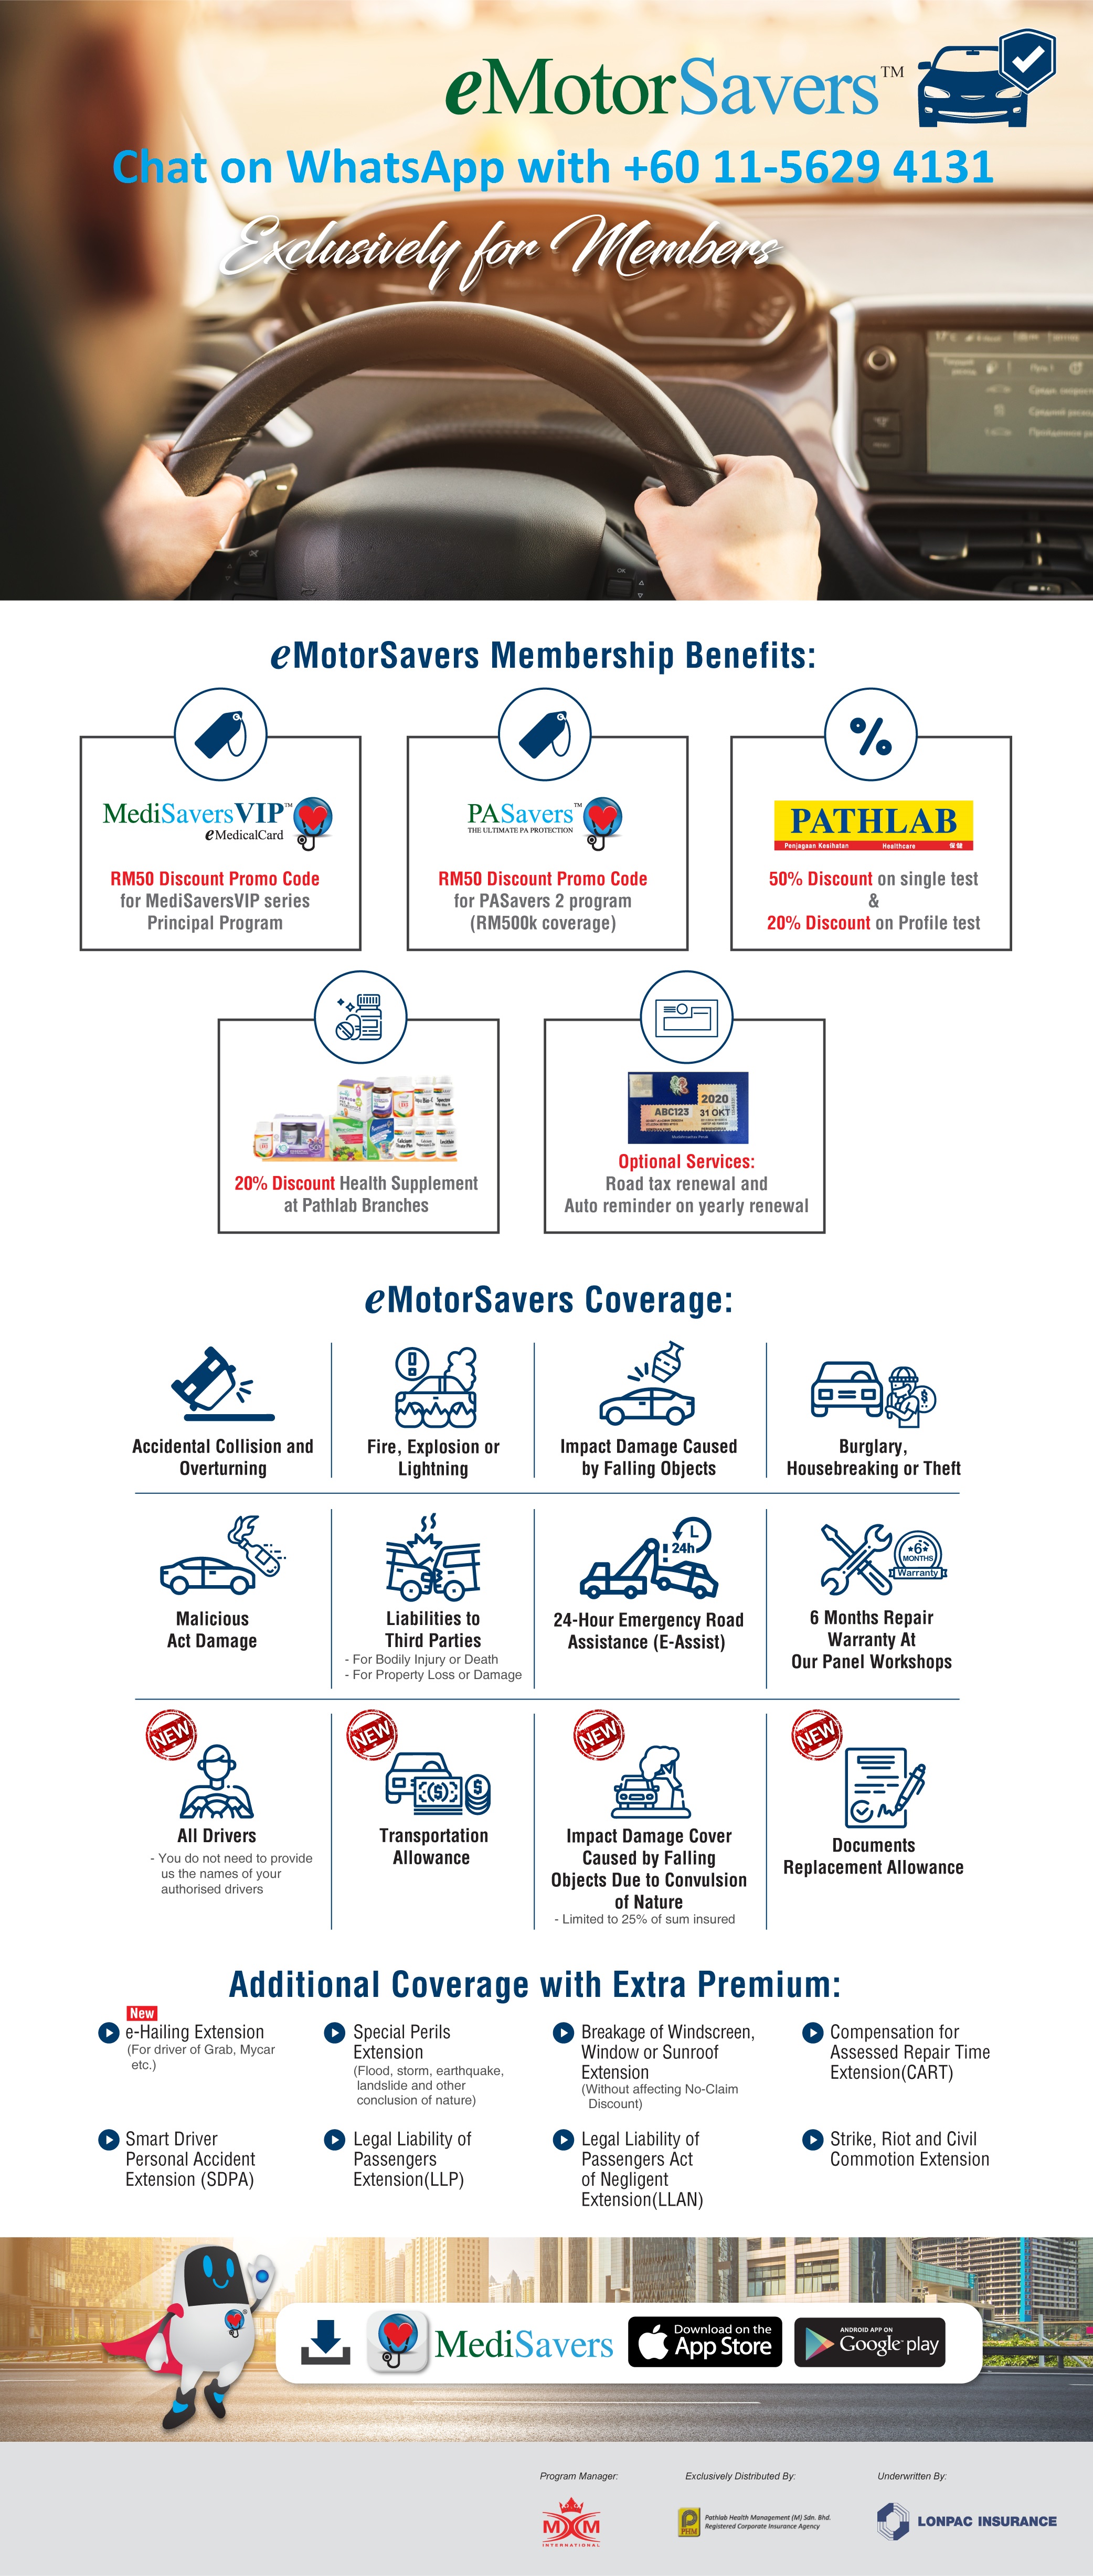 eMotorSavers™
Chat on WhatsApp with +60 11-5629 4131
Exclusively for Members
eMotorSavers Membership Benefits:
MediSaversVIP™
eMedicalCard
RM50 Discount Promo Code
for MediSaversVIP series
Principal Program
PASavers™
THE ULTIMATE PA PROTECTION
RM50 Discount Promo Code
for PASavers 2 program
(RM500k coverage)
%
PATHLAB
Penjagaan Kesihatan Healthcare 保健
50% Discount on single test
&
20% Discount on Profile test
20% Discount Health Supplement
at Pathlab Branches
2020
ABC123 31 OKT
Optional Services:
Road tax renewal and
Auto reminder on yearly renewal
eMotorSavers Coverage:
Accidental Collision and
Overturning
Fire, Explosion or
Lightning
Impact Damage Caused
by Falling Objects
Burglary,
Housebreaking or Theft
Malicious
Act Damage
Liabilities to
Third Parties
- For Bodily Injury or Death
- For Property Loss or Damage
24h
24-Hour Emergency Road
Assistance (E-Assist)
6
MONTHS
Warranty
6 Months Repair
Warranty At
Our Panel Workshops
NEW
All Drivers
- You do not need to provide
us the names of your
authorised drivers
NEW
Transportation
Allowance
NEW
Impact Damage Cover
Caused by Falling
Objects Due to Convulsion
of Nature
- Limited to 25% of sum insured
NEW
Documents
Replacement Allowance
Additional Coverage with Extra Premium:
New
e-Hailing Extension
(For driver of Grab, Mycar
etc.)
Special Perils
Extension
(Flood, storm, earthquake,
landslide and other
conclusion of nature)
Breakage of Windscreen,
Window or Sunroof
Extension
(Without affecting No-Claim
Discount)
Compensation for
Assessed Repair Time
Extension(CART)
Smart Driver
Personal Accident
Extension (SDPA)
Legal Liability of
Passengers
Extension(LLP)
Legal Liability of
Passengers Act
of Negligent
Extension(LLAN)
Strike, Riot and Civil
Commotion Extension
MediSavers
Download on the
App Store
ANDROID APP ON
Google play
Program Manager:
MXM
INTERNATIONAL
Exclusively Distributed By:
PHM
Pathlab Health Management (M) Sdn. Bhd.
Registered Corporate Insurance Agency
Underwritten By:
LONPAC INSURANCE